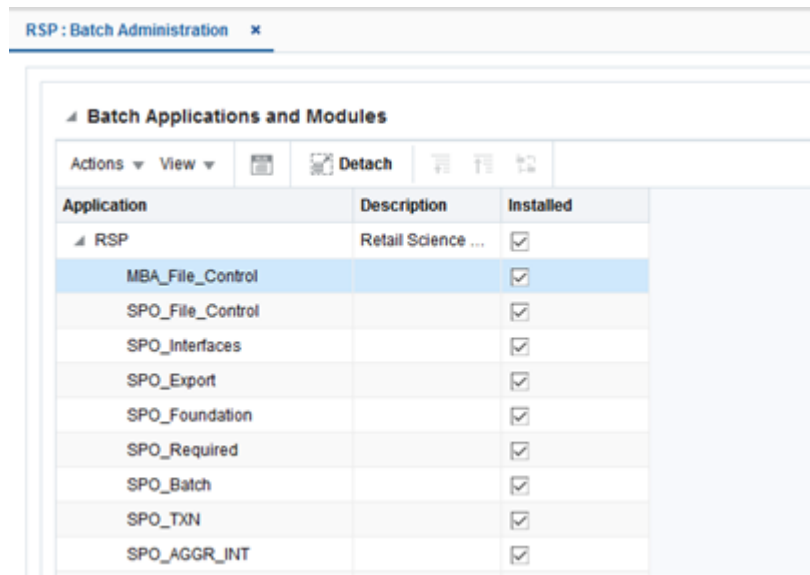 RSP : Batch Administration
Batch Applications and Modules
Actions View Detach
Application Description Installed
RSP Retail Science ...
MBA_File_Control
SPO_File_Control
SPO_Interfaces
SPO_Export
SPO_Foundation
SPO_Required
SPO_Batch
SPO_TXN
SPO_AGGR_INT